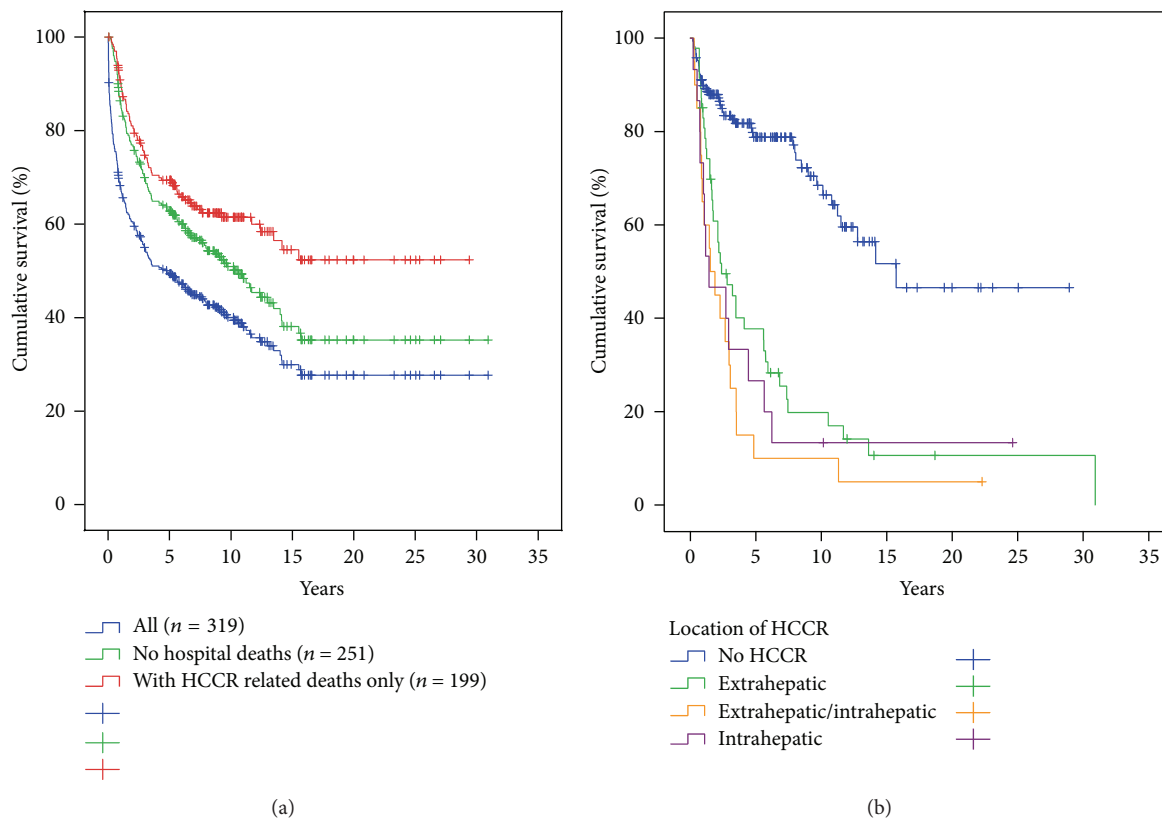 100
80
60
40
20
0
Cumulative survival (%)
0 5 10 15 20 25 30 35
Years
All (n = 319)
No hospital deaths (n = 251)
With HCCR related deaths only (n = 199)
(a)
100
80
60
40
20
0
Cumulative survival (%)
0 5 10 15 20 25 30 35
Years
Location of HCCR
No HCCR
Extrahepatic
Extrahepatic/intrahepatic
Intrahepatic
(b)